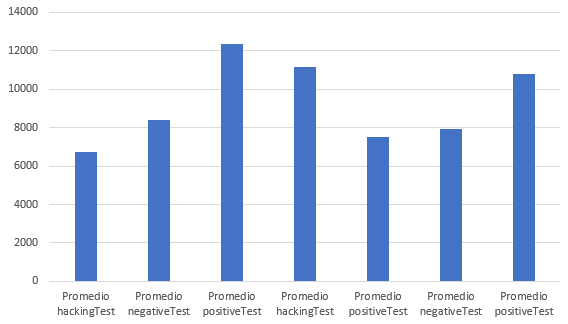 14000
12000
10000
8000
6000
4000
2000
0
Promedio hackingTest
Promedio negativeTest
Promedio positiveTest
Promedio hackingTest
Promedio positiveTest
Promedio negativeTest
Promedio positiveTest